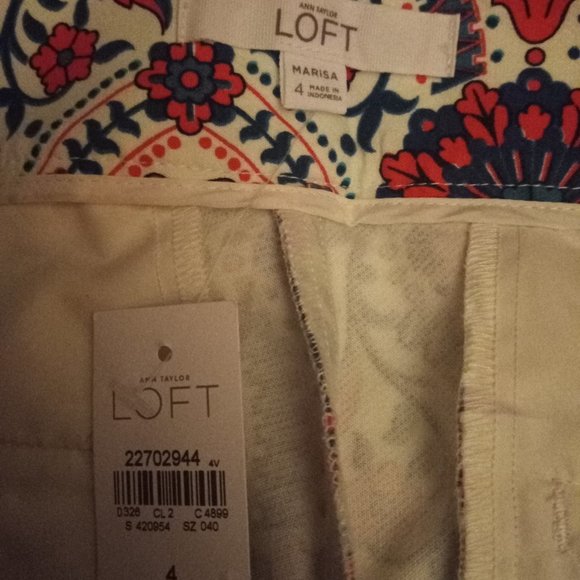 ANN TAYLOR
LOFT
MARISA
4 MADE IN
INDONESIA
ANN TAYLOR
LOFT
22702944 4V
D326 CL 2 C 4899
S 420954 SZ 040
4